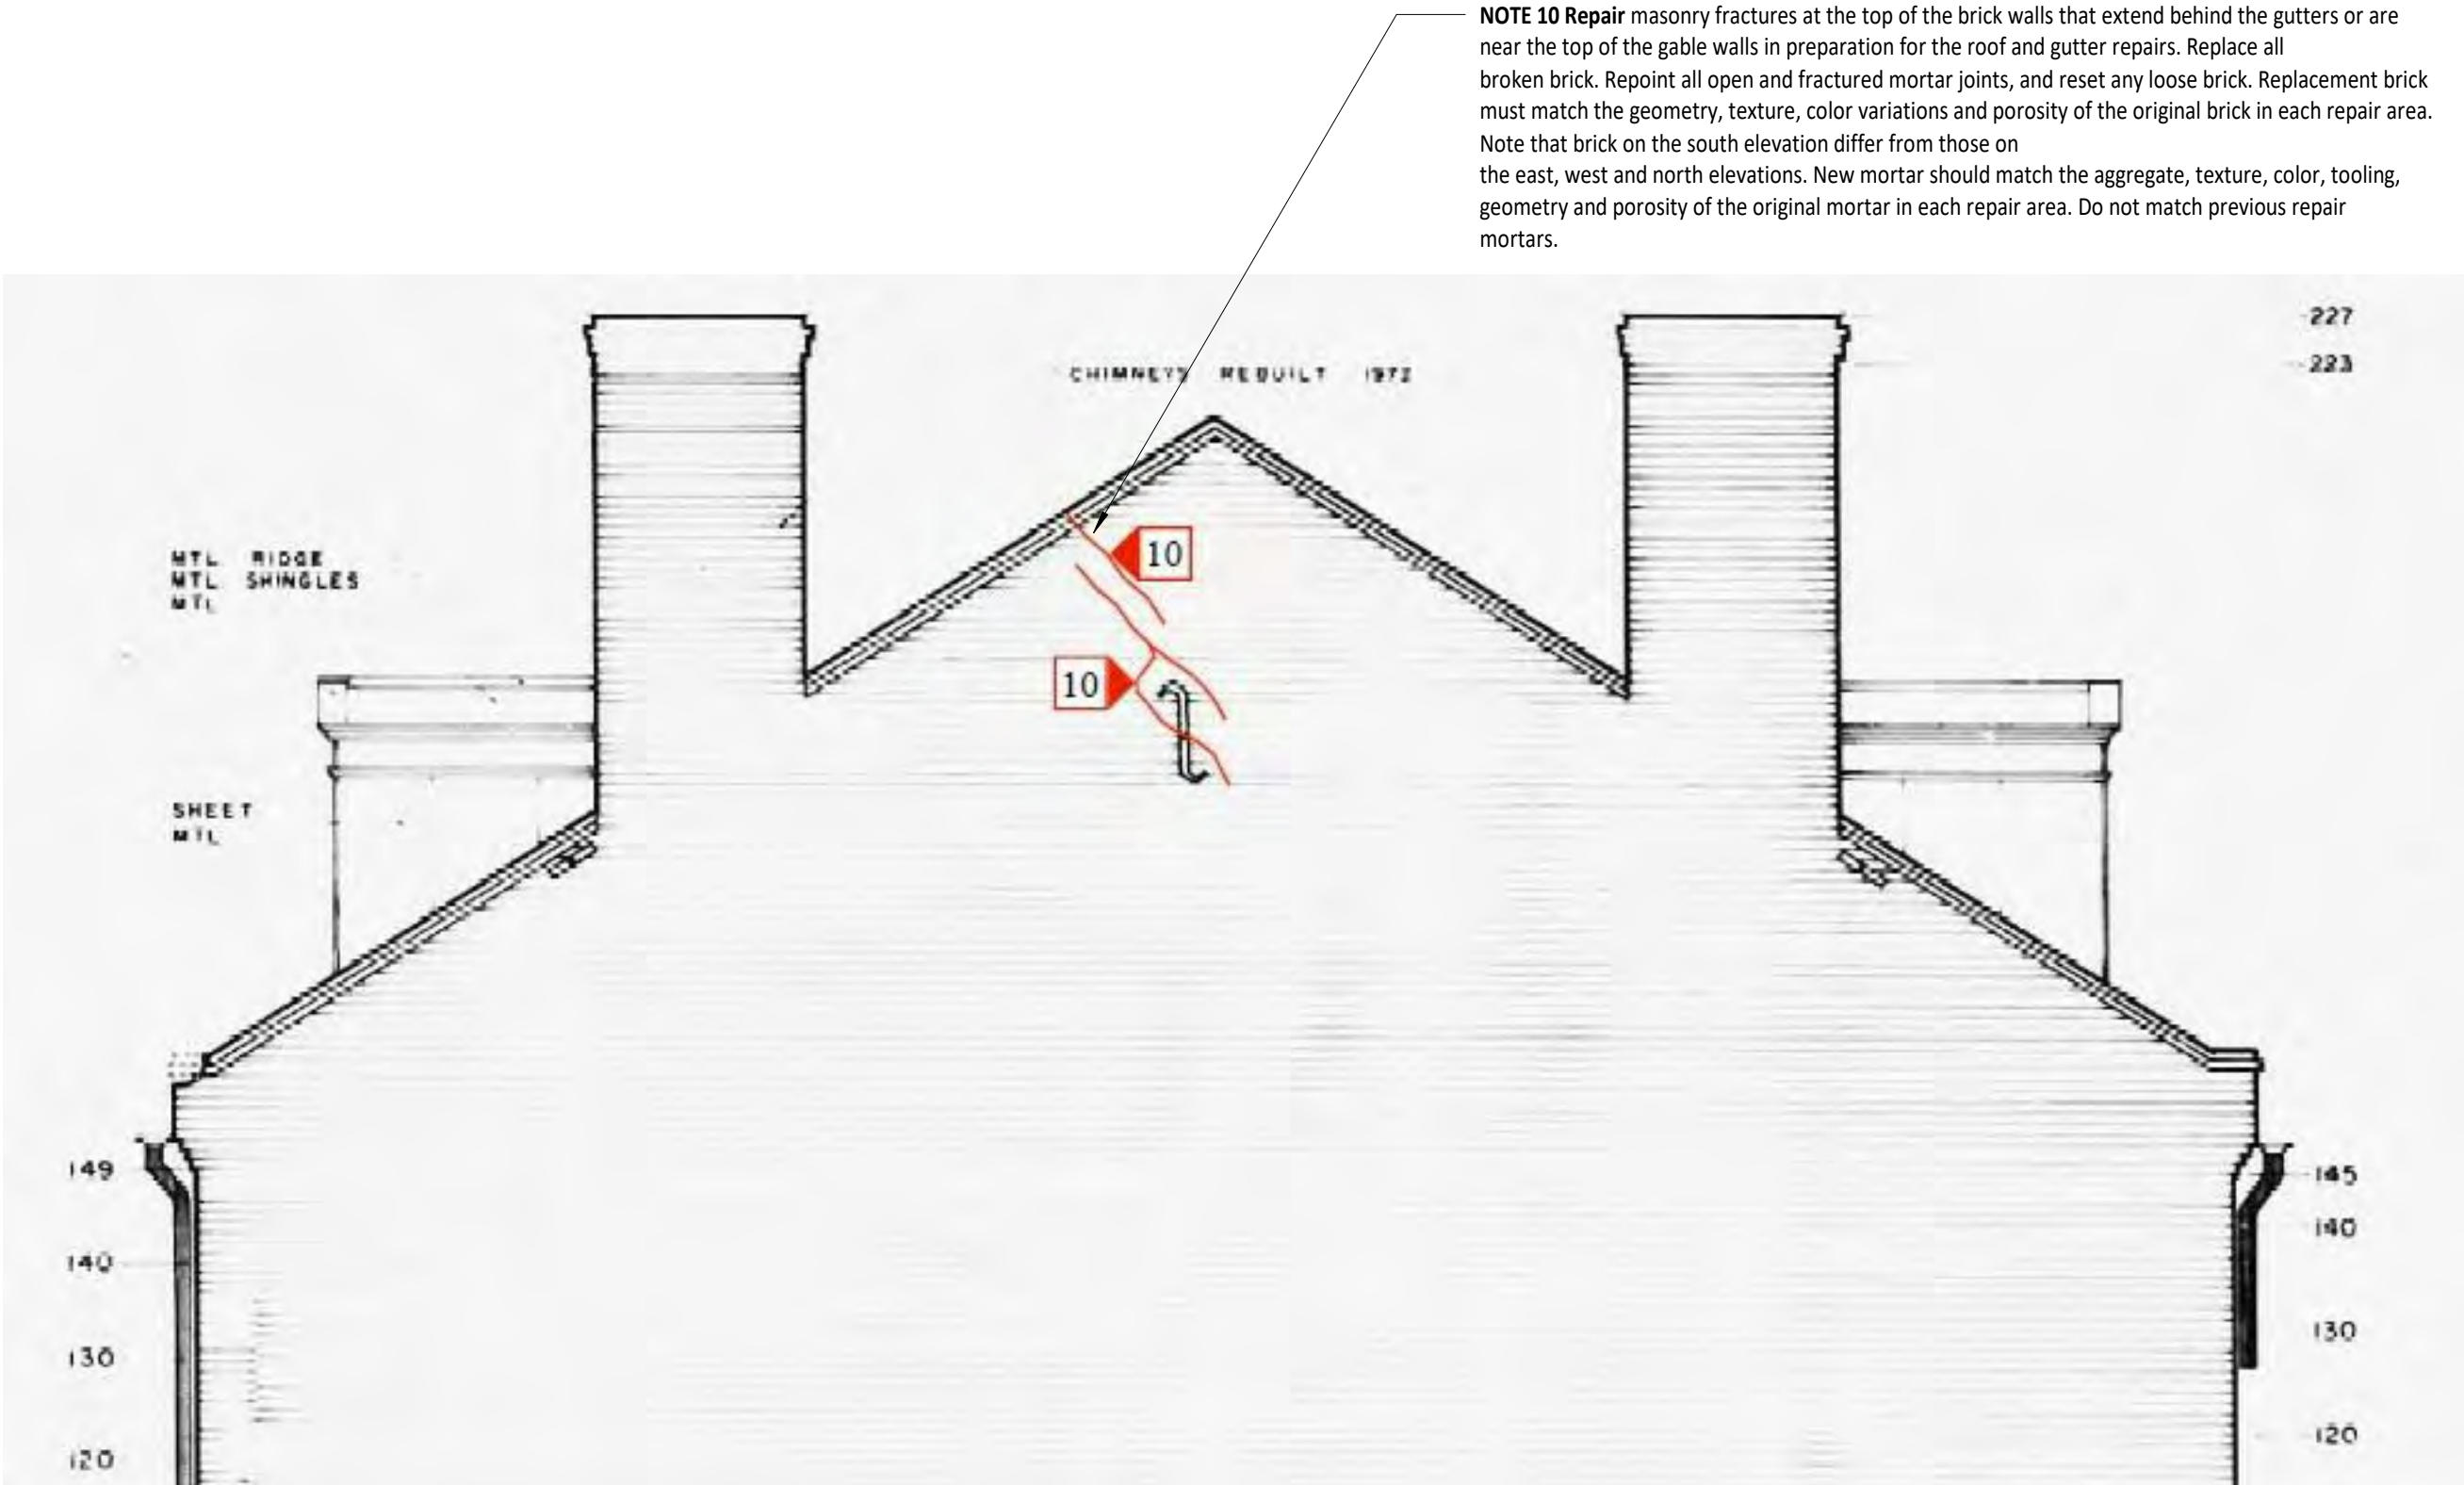 NOTE 10 Repair masonry fractures at the top of the brick walls that extend behind the gutters or are
near the top of the gable walls in preparation for the roof and gutter repairs. Replace all
broken brick. Repoint all open and fractured mortar joints, and reset any loose brick. Replacement brick
must match the geometry, texture, color variations and porosity of the original brick in each repair area.
Note that brick on the south elevation differ from those on
the east, west and north elevations. New mortar should match the aggregate, texture, color, tooling,
geometry and porosity of the original mortar in each repair area. Do not match previous repair
mortars.
227
223
CHIMNEYS REBUILT 1972
10
MTL RIDGE
MTL SHINGLES
MTL
10
SHEET
MTL
149
145
140
140
130
130
120
120